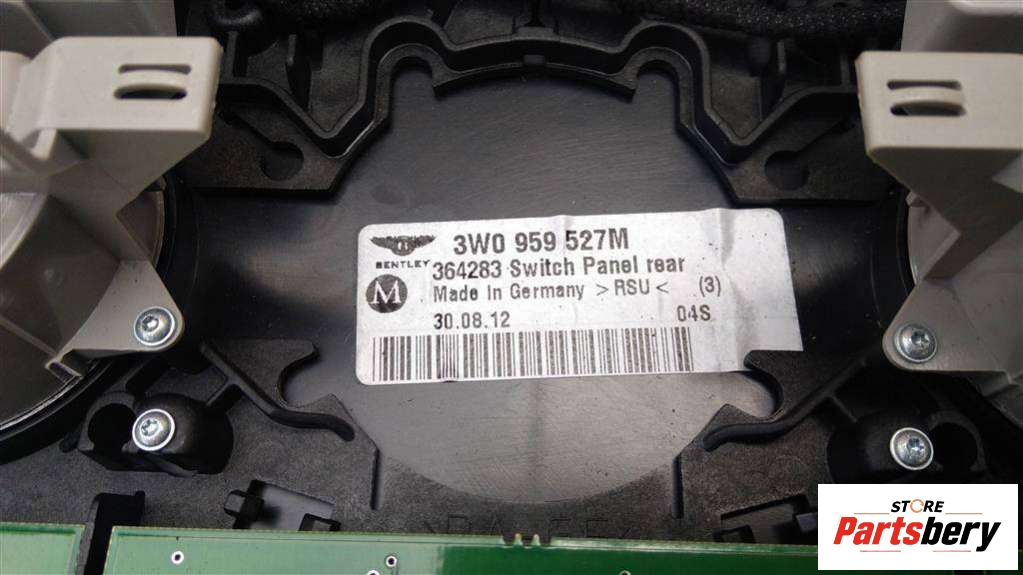 3W0 959 527M
BENTLEY
364283 Switch Panel rear
M
Made in Germany >RSU< (3)
30.08.12 04S
STORE
Partsbery